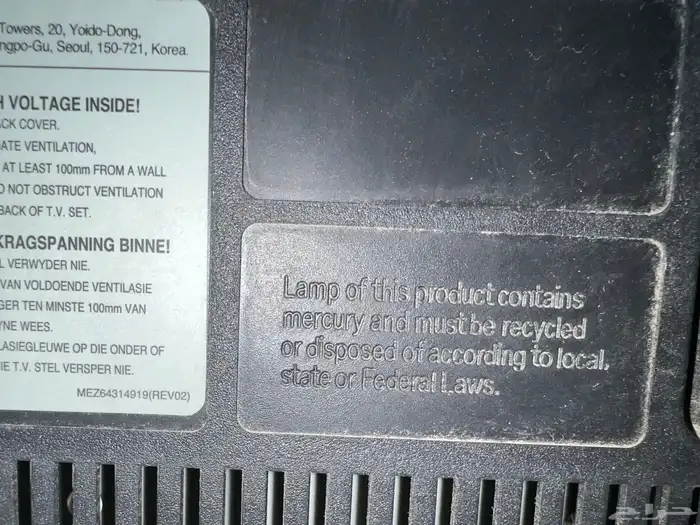 Towers, 20, Yoido-Dong,
ngpo-Gu, Seoul, 150-721, Korea.
H VOLTAGE INSIDE!
ACK COVER.
ATE VENTILATION,
AT LEAST 100mm FROM A WALL
O NOT OBSTRUCT VENTILATION
BACK OF T.V. SET.
KRAGSPANNING BINNE!
L VERWYDER NIE.
VAN VOLDOENDE VENTILASIE
GER TEN MINSTE 100mm VAN
YNE WEES.
LASIEGLEUWE OP DIE ONDER OF
IE T.V. STEL VERSPER NIE.
MEZ64314919(REV02)
Lamp of this product contains
mercury and must be recycled
or disposed of according to local,
state or Federal Laws.
حراج